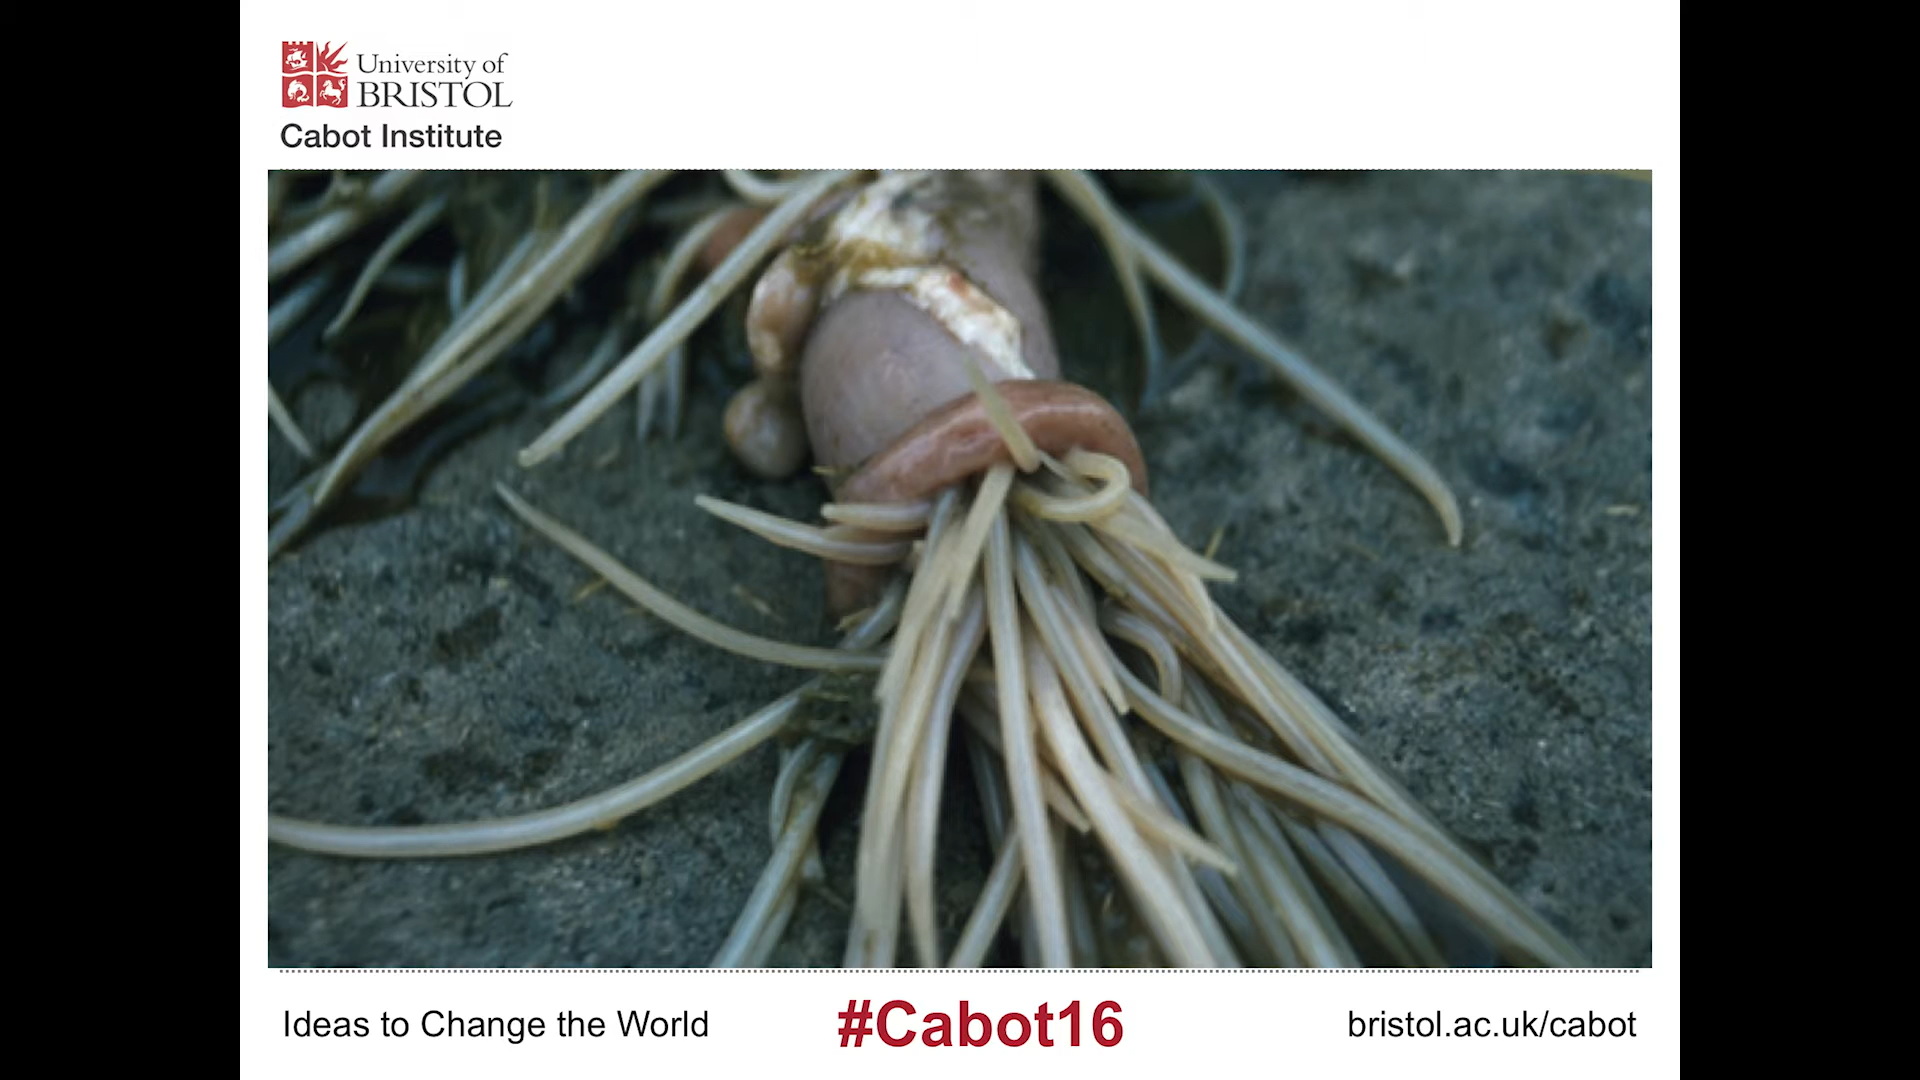 University of
BRISTOL
Cabot Institute
Ideas to Change the World
#Cabot16
bristol.ac.uk/cabot